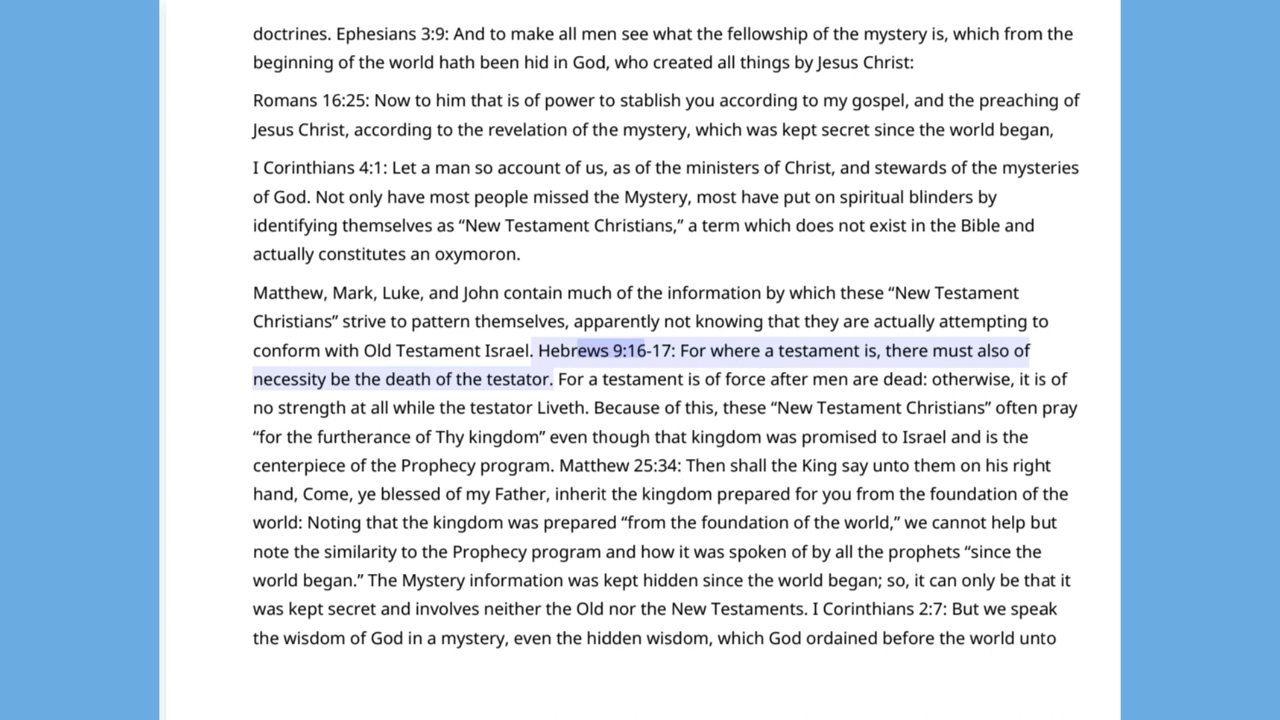 doctrines. Ephesians 3:9: And to make all men see what the fellowship of the mystery is, which from the
beginning of the world hath been hid in God, who created all things by Jesus Christ:
Romans 16:25: Now to him that is of power to stablish you according to my gospel, and the preaching of
Jesus Christ, according to the revelation of the mystery, which was kept secret since the world began,
I Corinthians 4:1: Let a man so account of us, as of the ministers of Christ, and stewards of the mysteries
of God. Not only have most people missed the Mystery, most have put on spiritual blinders by
identifying themselves as “New Testament Christians,” a term which does not exist in the Bible and
actually constitutes an oxymoron.
Matthew, Mark, Luke, and John contain much of the information by which these “New Testament
Christians” strive to pattern themselves, apparently not knowing that they are actually attempting to
conform with Old Testament Israel. Hebrews 9:16-17: For where a testament is, there must also of
necessity be the death of the testator. For a testament is of force after men are dead: otherwise, it is of
no strength at all while the testator Liveth. Because of this, these “New Testament Christians” often pray
“for the furtherance of Thy kingdom” even though that kingdom was promised to Israel and is the
centerpiece of the Prophecy program. Matthew 25:34: Then shall the King say unto them on his right
hand, Come, ye blessed of my Father, inherit the kingdom prepared for you from the foundation of the
world: Noting that the kingdom was prepared “from the foundation of the world,” we cannot help but
note the similarity to the Prophecy program and how it was spoken of by all the prophets “since the
world began.” The Mystery information was kept hidden since the world began; so, it can only be that it
was kept secret and involves neither the Old nor the New Testaments. I Corinthians 2:7: But we speak
the wisdom of God in a mystery, even the hidden wisdom, which God ordained before the world unto